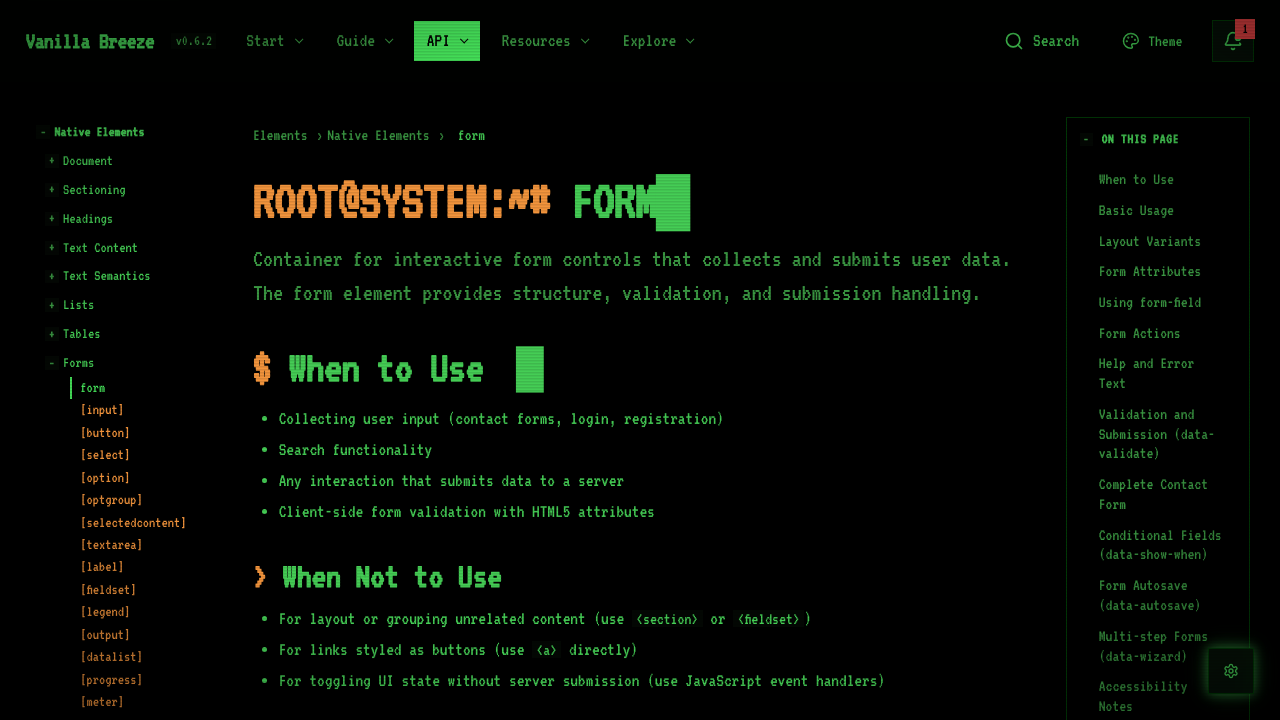 Vanilla Breeze v0.6.2 Start Guide API Resources Explore Search Theme 1
- Native Elements
+ Document
+ Sectioning
+ Headings
+ Text Content
+ Text Semantics
+ Lists
+ Tables
- Forms
form
[input]
[button]
[select]
[option]
[optgroup]
[selectedcontent]
[textarea]
[label]
[fieldset]
[legend]
[output]
[datalist]
[progress]
[meter]
Elements › Native Elements › form
ROOT@SYSTEM:~# FORM
Container for interactive form controls that collects and submits user data.
The form element provides structure, validation, and submission handling.
$ When to Use
• Collecting user input (contact forms, login, registration)
• Search functionality
• Any interaction that submits data to a server
• Client-side form validation with HTML5 attributes
> When Not to Use
• For layout or grouping unrelated content (use <section> or <fieldset>)
• For links styled as buttons (use <a> directly)
• For toggling UI state without server submission (use JavaScript event handlers)
- ON THIS PAGE
When to Use
Basic Usage
Layout Variants
Form Attributes
Using form-field
Form Actions
Help and Error
Text
Validation and
Submission (data-
validate)
Complete Contact
Form
Conditional Fields
(data-show-when)
Form Autosave
(data-autosave)
Multi-step Forms
(data-wizard)
Accessibility
Notes